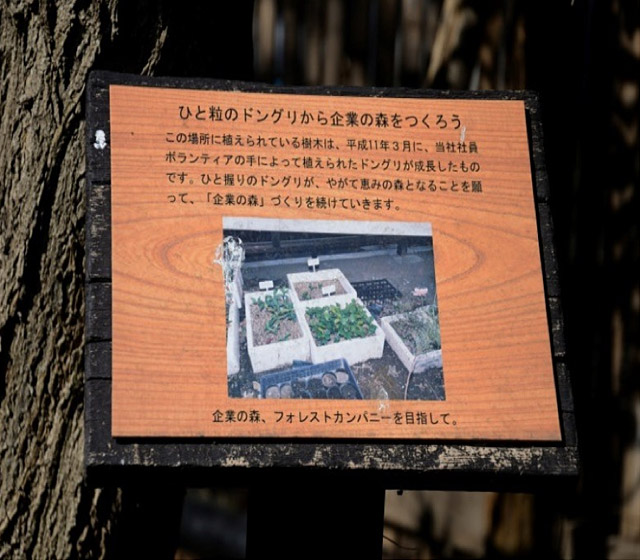 ひと粒のドングリから企業の森をつくろう
この場所に植えられている樹木は、平成11年3月に、当社社員
ボランティアの手によって植えられたドングリが成長したもの
です。ひと握りのドングリが、やがて恵みの森となることを願
って、「企業の森」づくりを続けていきます。
企業の森、フォレストカンパニーを目指して。